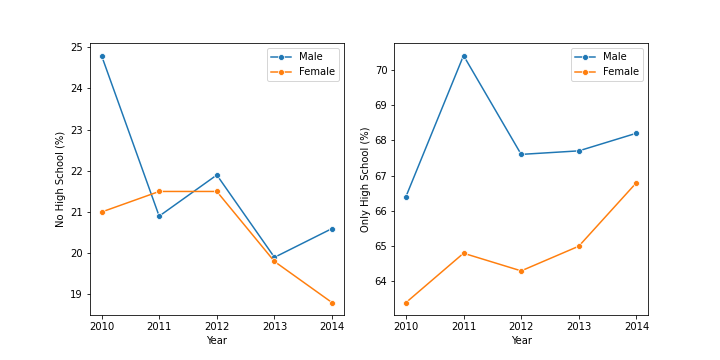 25
24
23
22
21
20
19
No High School (%)
2010 2011 2012 2013 2014
Year
Male
Female
70
69
68
67
66
65
64
Only High School (%)
2010 2011 2012 2013 2014
Year
Male
Female